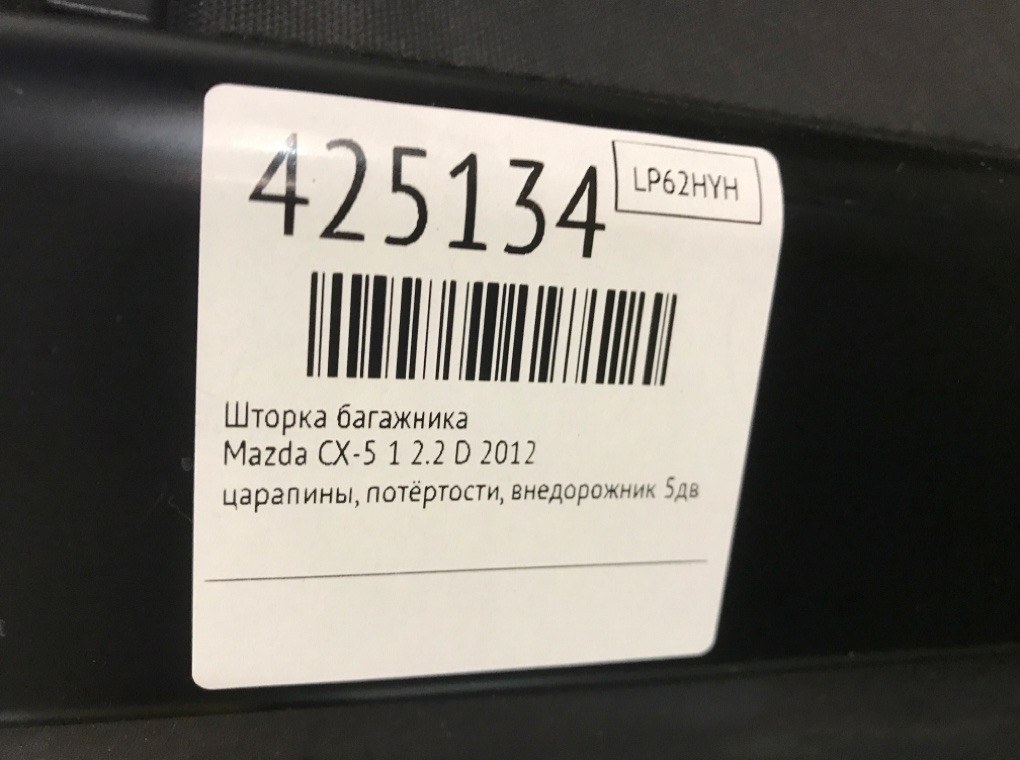 425134
LP62HYH
Шторка багажника
Mazda CX-5 1 2.2 D 2012
царапины, потёртости, внедорожник 5дв